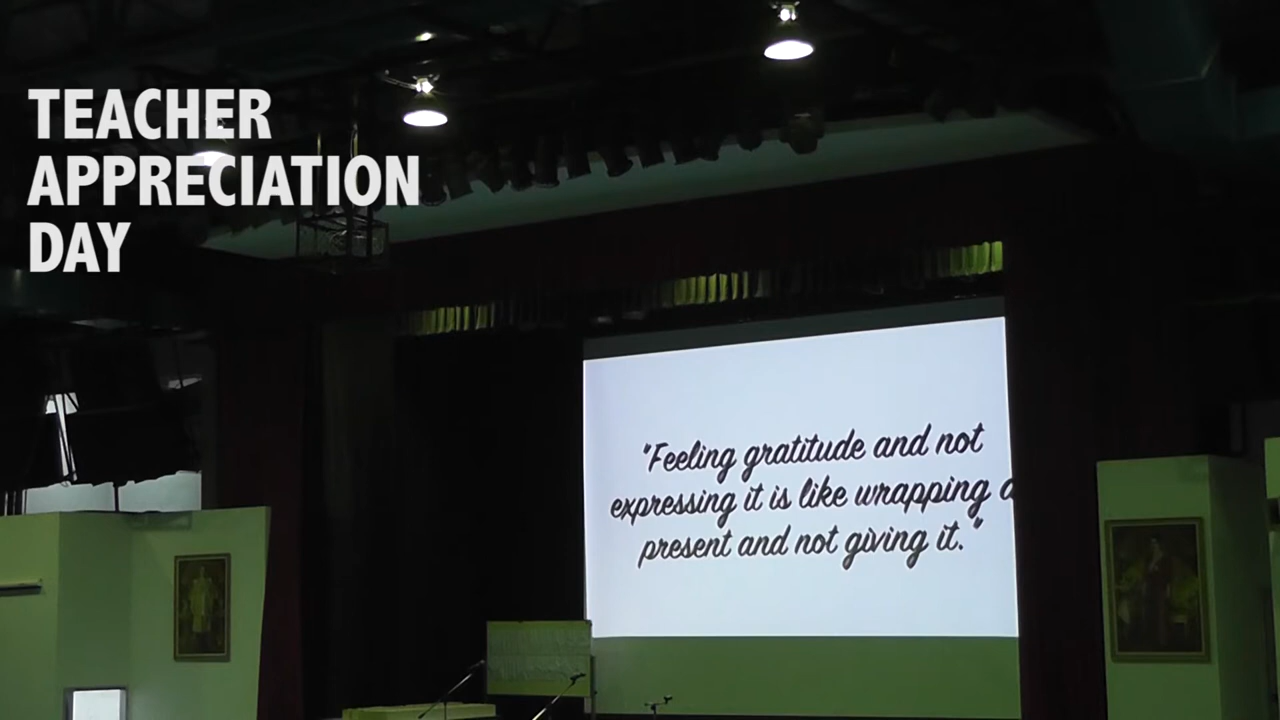 TEACHER
APPRECIATION
DAY
"Feeling gratitude and not
expressing it is like wrapping a
present and not giving it."